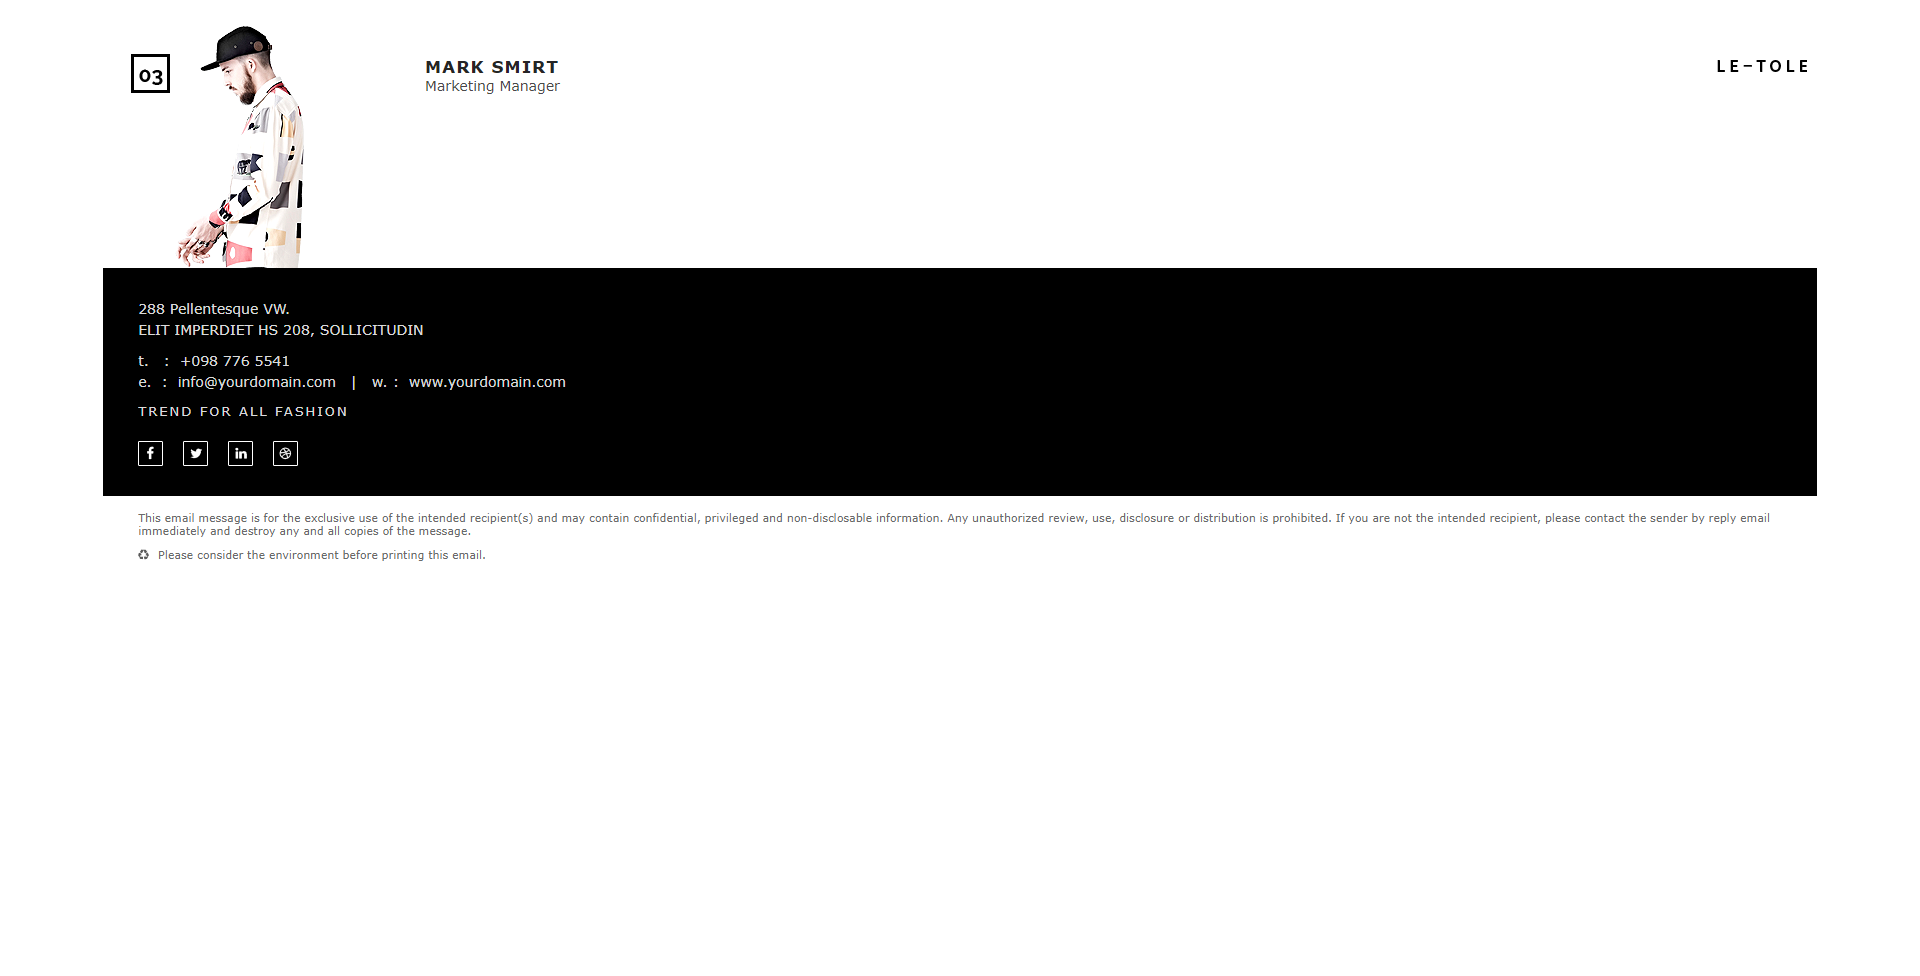 03
MARK SMIRT
Marketing Manager
LE-TOLE
288 Pellentesque VW.
ELIT IMPERDIET HS 208, SOLLICITUDIN
t. : +098 776 5541
e. : info@yourdomain.com | w. : www.yourdomain.com
TREND FOR ALL FASHION
This email message is for the exclusive use of the intended recipient(s) and may contain confidential, privileged and non-disclosable information. Any unauthorized review, use, disclosure or distribution is prohibited. If you are not the intended recipient, please contact the sender by reply email
immediately and destroy any and all copies of the message.
♻ Please consider the environment before printing this email.